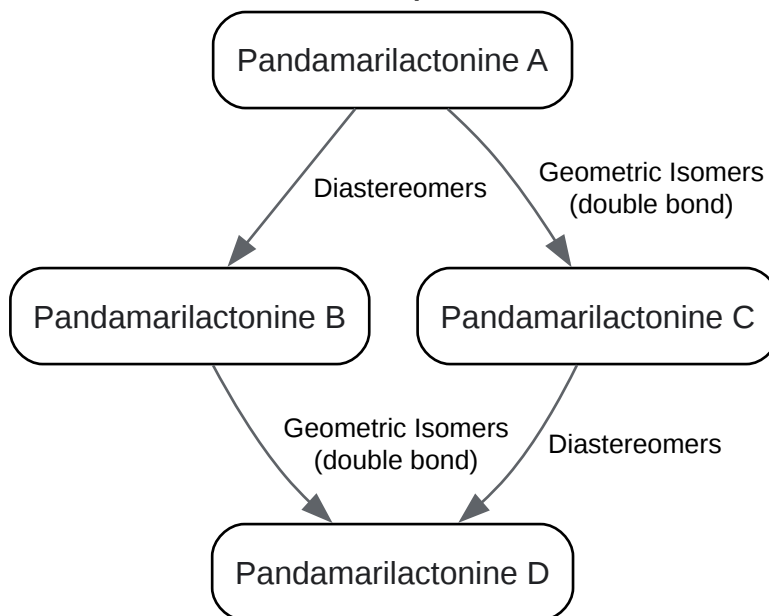 Pandamarilactonine A
Diastereomers
Geometric Isomers
(double bond)
Pandamarilactonine B
Pandamarilactonine C
Geometric Isomers
(double bond)
Diastereomers
Pandamarilactonine D